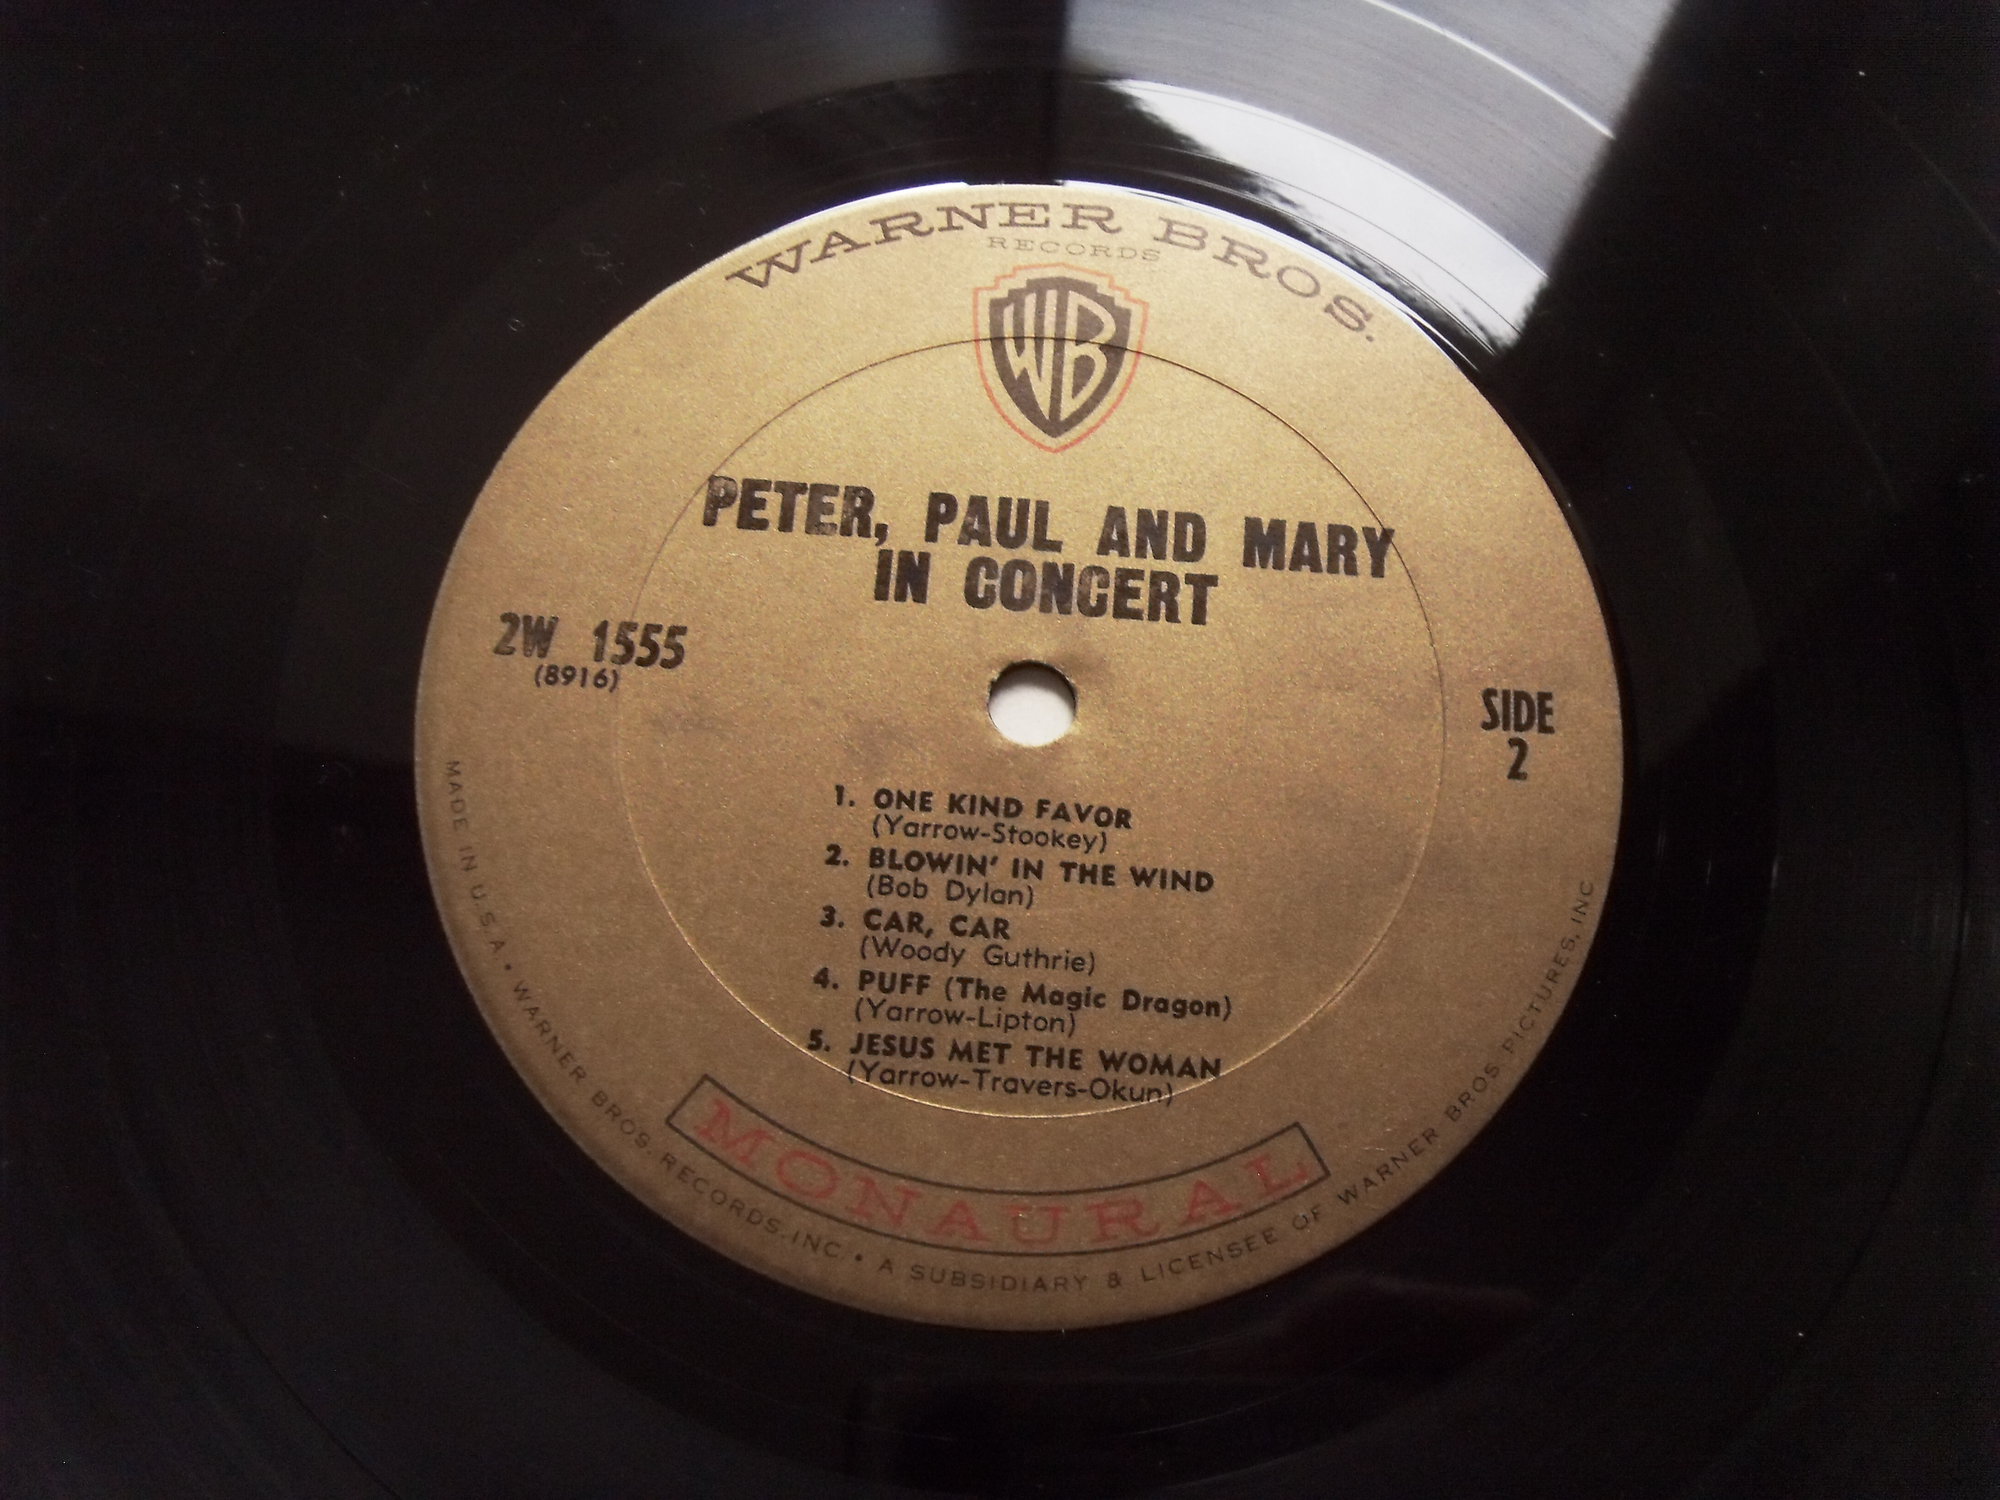 WARNER BROS.
RECORDS
WB
PETER, PAUL AND MARY
IN CONCERT
2W 1555
(8916)
SIDE
2
1. ONE KIND FAVOR
(Yarrow-Stookey)
2. BLOWIN' IN THE WIND
(Bob Dylan)
3. CAR, CAR
(Woody Guthrie)
4. PUFF (The Magic Dragon)
(Yarrow-Lipton)
5. JESUS MET THE WOMAN
(Yarrow-Travers-Okun)
MONAURAL
MADE IN U.S.A. • WARNER BROS. RECORDS, INC. • A SUBSIDIARY & LICENSEE OF WARNER BROS. PICTURES, INC